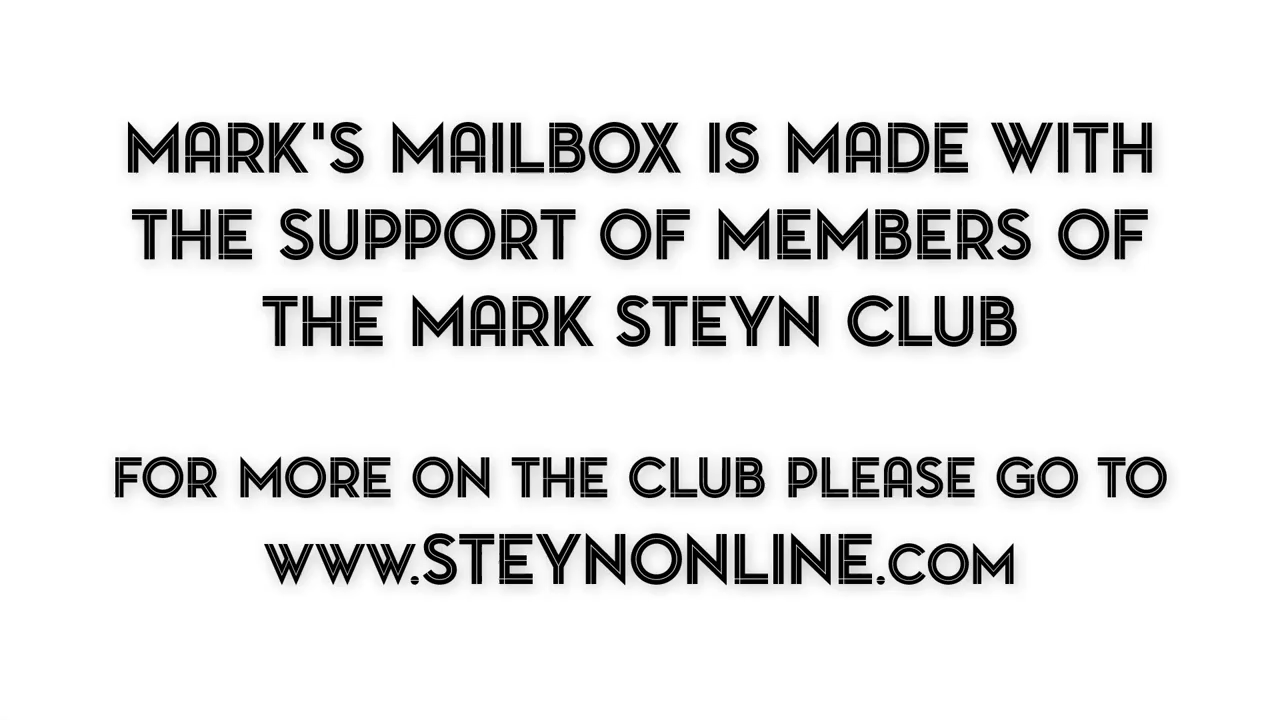 MARK'S MAILBOX IS MADE WITH
THE SUPPORT OF MEMBERS OF
THE MARK STEYN CLUB
FOR MORE ON THE CLUB PLEASE GO TO
WWW.STEYNONLINE.COM